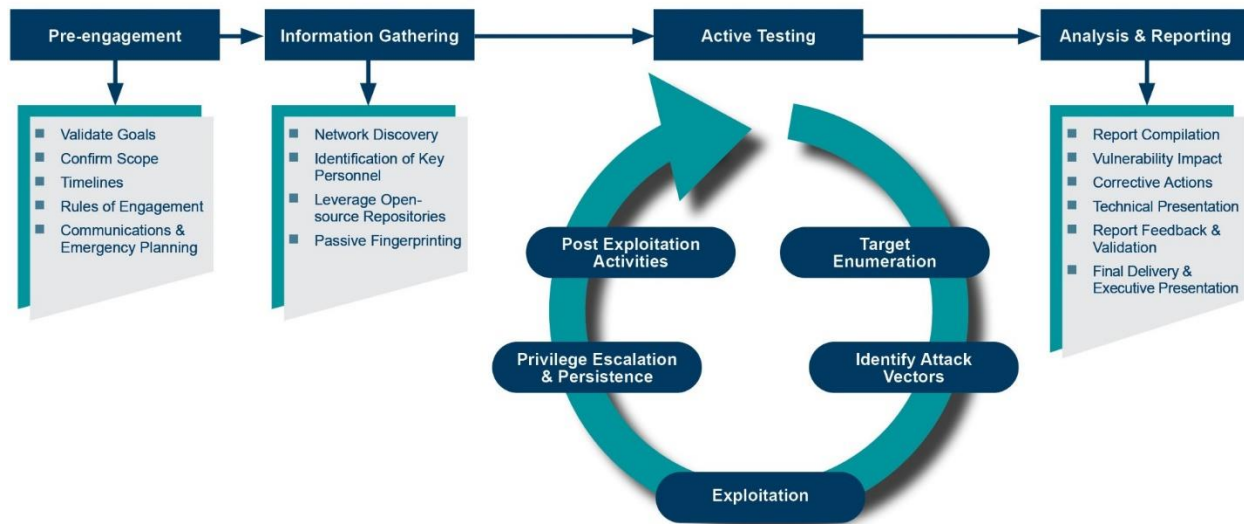 Pre-engagement
Information Gathering
Active Testing
Analysis & Reporting
Validate Goals
Confirm Scope
Timelines
Rules of Engagement
Communications &
Emergency Planning
Network Discovery
Identification of Key
Personnel
Leverage Open-
source Repositories
Passive Fingerprinting
Target
Enumeration
Identify Attack
Vectors
Exploitation
Privilege Escalation
& Persistence
Post Exploitation
Activities
Report Compilation
Vulnerability Impact
Corrective Actions
Technical Presentation
Report Feedback &
Validation
Final Delivery &
Executive Presentation